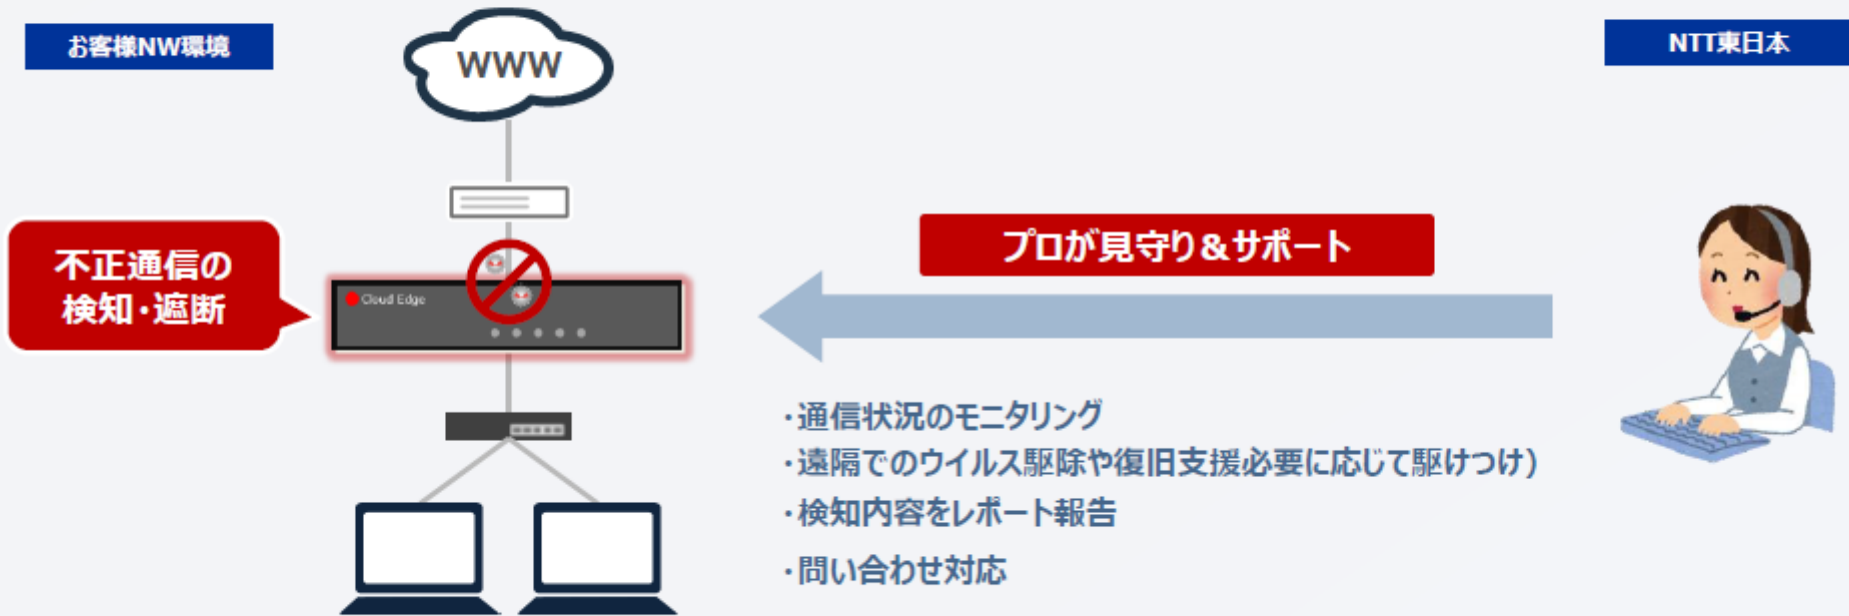 お客様NW環境
WWW
NTT東日本
不正通信の
検知・遮断
Cloud Edge
プロが見守り&サポート
・通信状況のモニタリング
・遠隔でのウイルス駆除や復旧支援必要に応じて駆けつけ)
・検知内容をレポート報告
・問い合わせ対応